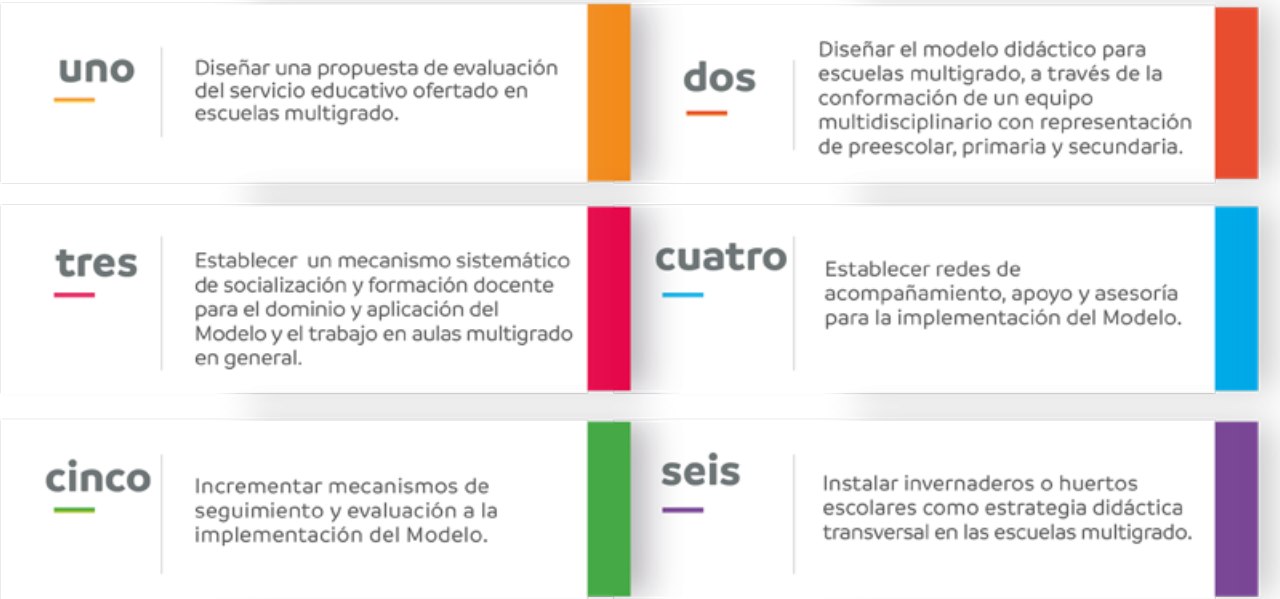 uno
Diseñar una propuesta de evaluación
del servicio educativo ofertado en
escuelas multigrado.
dos
Diseñar el modelo didáctico para
escuelas multigrado, a través de la
conformación de un equipo
multidisciplinario con representación
de preescolar, primaria y secundaria.
tres
Establecer un mecanismo sistemático
de socialización y formación docente
para el dominio y aplicación del
Modelo y el trabajo en aulas multigrado
en general.
cuatro
Establecer redes de
acompañamiento, apoyo y asesoría
para la implementación del Modelo.
cinco
Incrementar mecanismos de
seguimiento y evaluación a la
implementación del Modelo.
seis
Instalar invernaderos o huertos
escolares como estrategia didáctica
transversal en las escuelas multigrado.